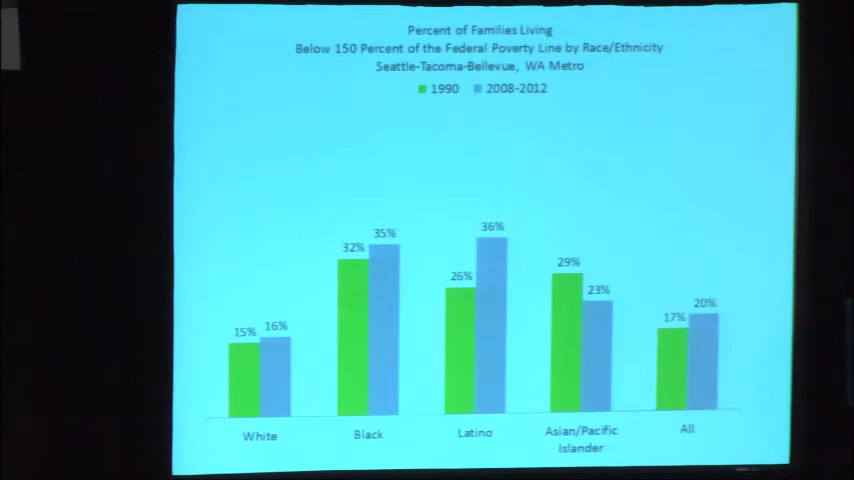 Percent of Families Living
Below 150 Percent of the Federal Poverty Line by Race/Ethnicity
Seattle-Tacoma-Bellevue, WA Metro
1990 2008-2012
15% 16% 32% 35% 26% 36% 29% 23% 17% 20%
White Black Latino Asian/Pacific Islander All